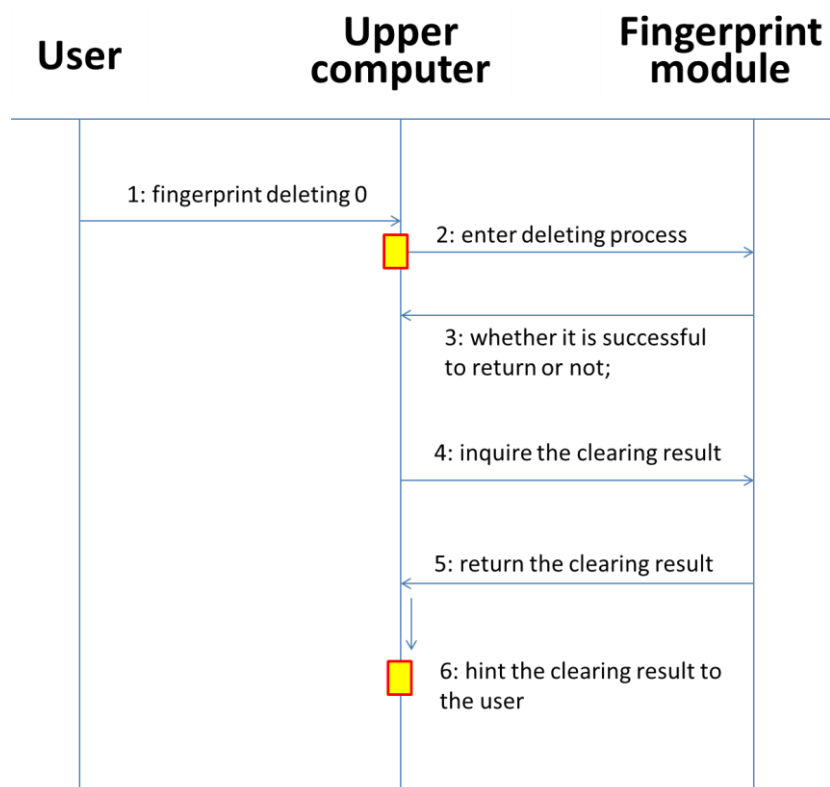 User
Upper
computer
Fingerprint
module
1: fingerprint deleting 0
2: enter deleting process
3: whether it is successful
to return or not;
4: inquire the clearing result
5: return the clearing result
6: hint the clearing result to
the user